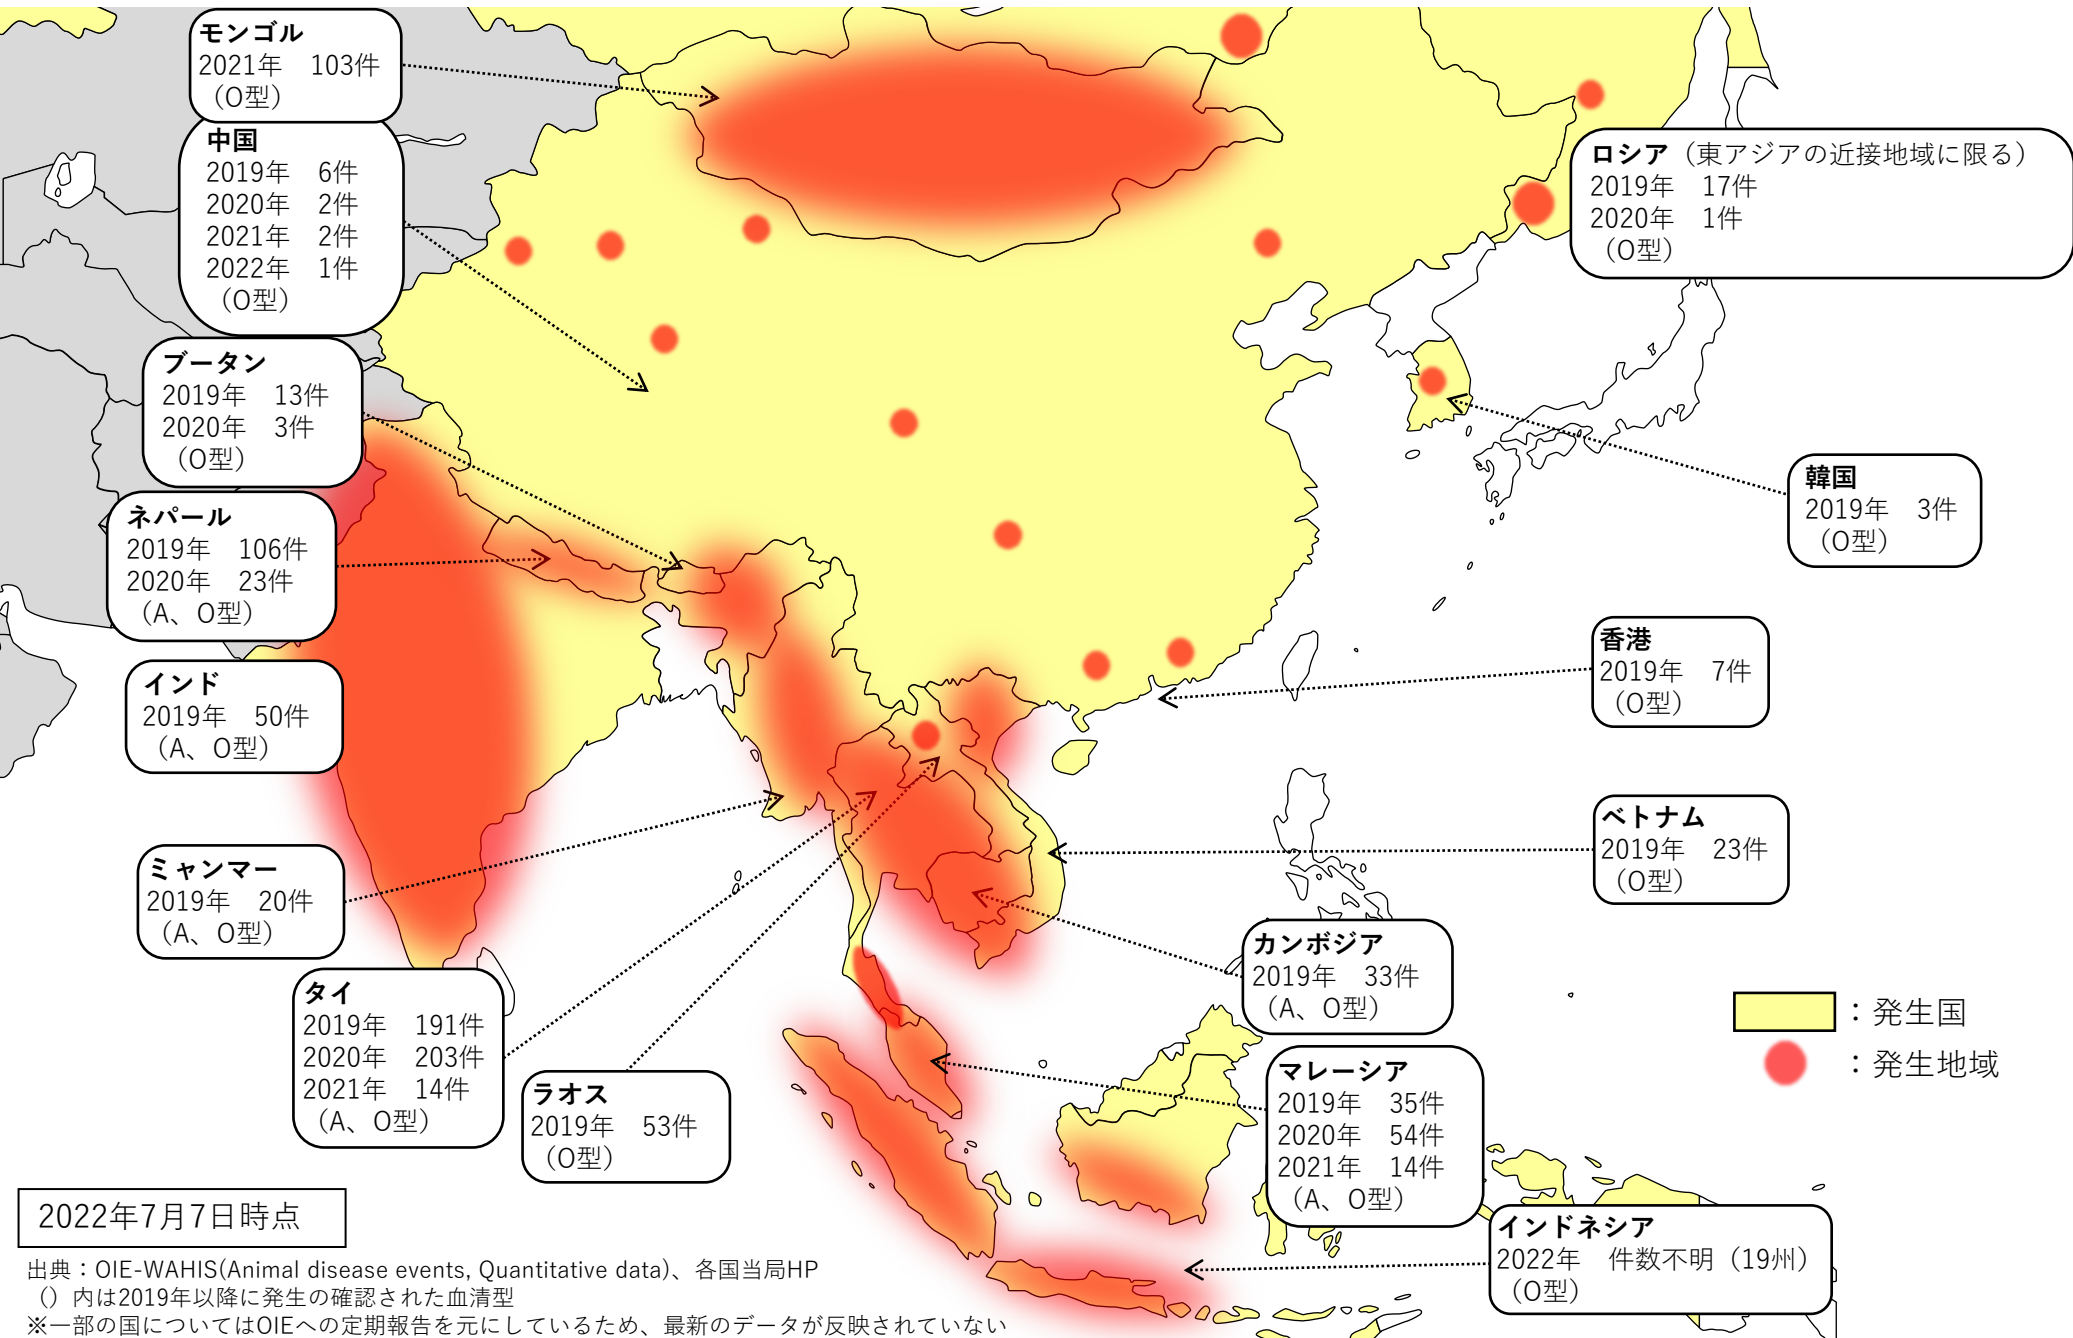 モンゴル
2021年　103件
（O型）
中国
2019年　6件
2020年　2件
2021年　2件
2022年　1件
（O型）
ブータン
2019年　13件
2020年　3件
（O型）
ネパール
2019年　106件
2020年　23件
（A、O型）
インド
2019年　50件
（A、O型）
ミャンマー
2019年　20件
（A、O型）
タイ
2019年　191件
2020年　203件
2021年　14件
（A、O型）
ラオス
2019年　53件
（O型）
ロシア（東アジアの近接地域に限る）
2019年　17件
2020年　1件
（O型）
韓国
2019年　3件
（O型）
香港
2019年　7件
（O型）
ベトナム
2019年　23件
（O型）
カンボジア
2019年　33件
（A、O型）
マレーシア
2019年　35件
2020年　54件
2021年　14件
（A、O型）
インドネシア
2022年　件数不明（19州）
（O型）
：発生国
：発生地域
2022年7月7日時点
出典：OIE-WAHIS(Animal disease events, Quantitative data)、各国当局HP
（）内は2019年以降に発生の確認された血清型
※一部の国についてはOIEへの定期報告を元にしているため、最新のデータが反映されていない